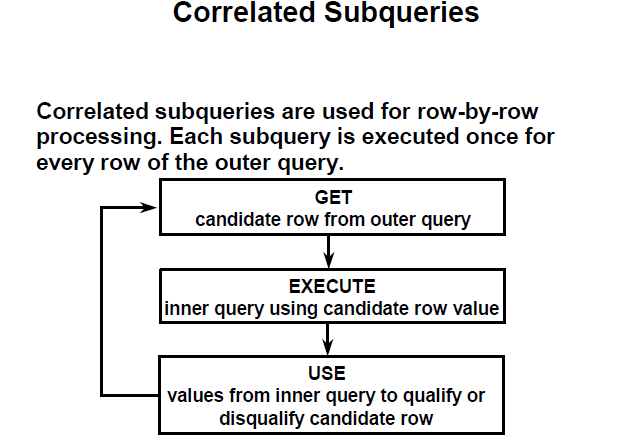 Correlated Subqueries
Correlated subqueries are used for row-by-row
processing. Each subquery is executed once for
every row of the outer query.
GET
candidate row from outer query
EXECUTE
inner query using candidate row value
USE
values from inner query to qualify or
disqualify candidate row